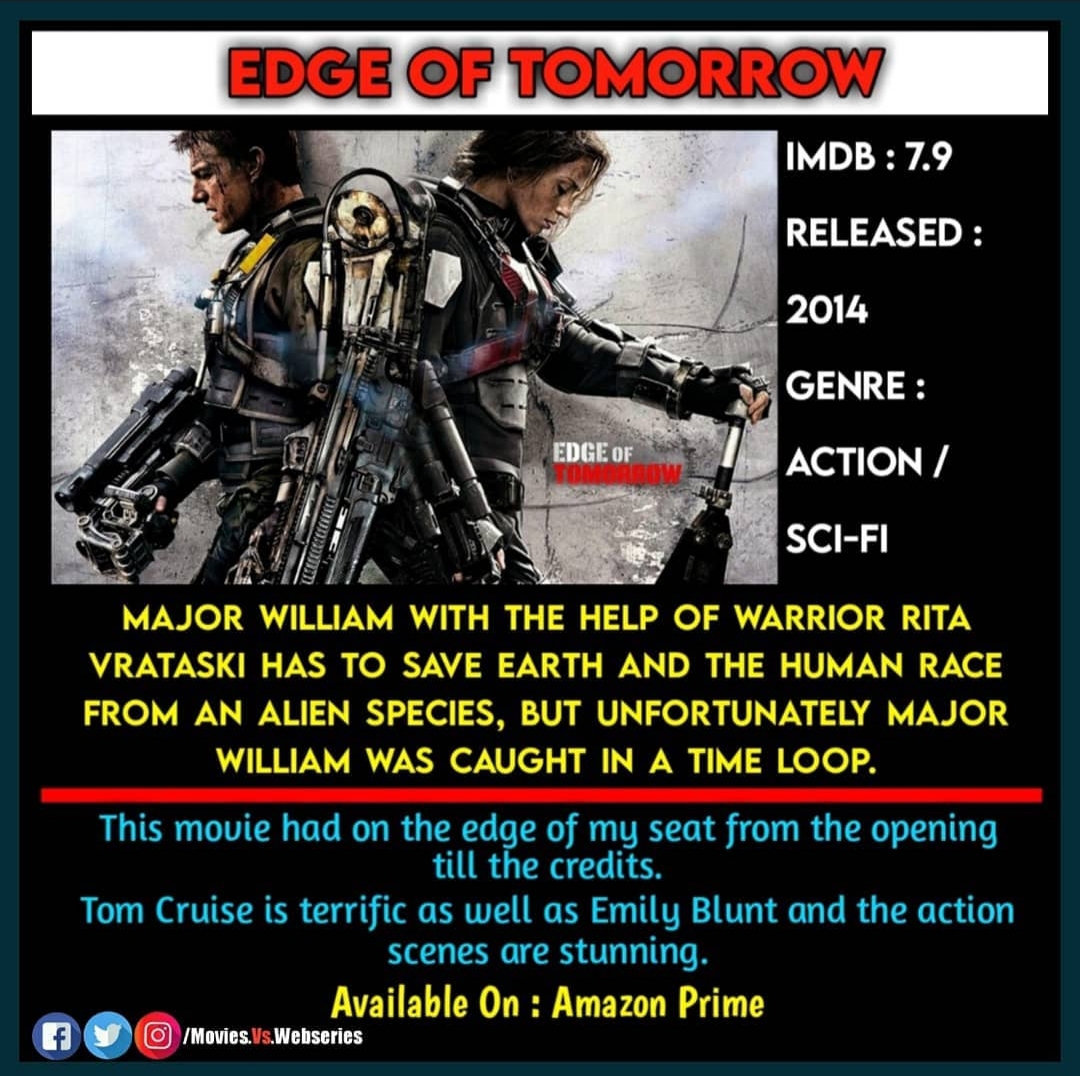 EDGE OF TOMORROW
IMDB : 7.9
RELEASED :
2014
GENRE :
ACTION /
SCI-FI
EDGE OF
TOMORROW
MAJOR WILLIAM WITH THE HELP OF WARRIOR RITA
VRATASKI HAS TO SAVE EARTH AND THE HUMAN RACE
FROM AN ALIEN SPECIES, BUT UNFORTUNATELY MAJOR
WILLIAM WAS CAUGHT IN A TIME LOOP.
This movie had on the edge of my seat from the opening
till the credits.
Tom Cruise is terrific as well as Emily Blunt and the action
scenes are stunning.
Available On : Amazon Prime
/Movies.Vs.Webseries